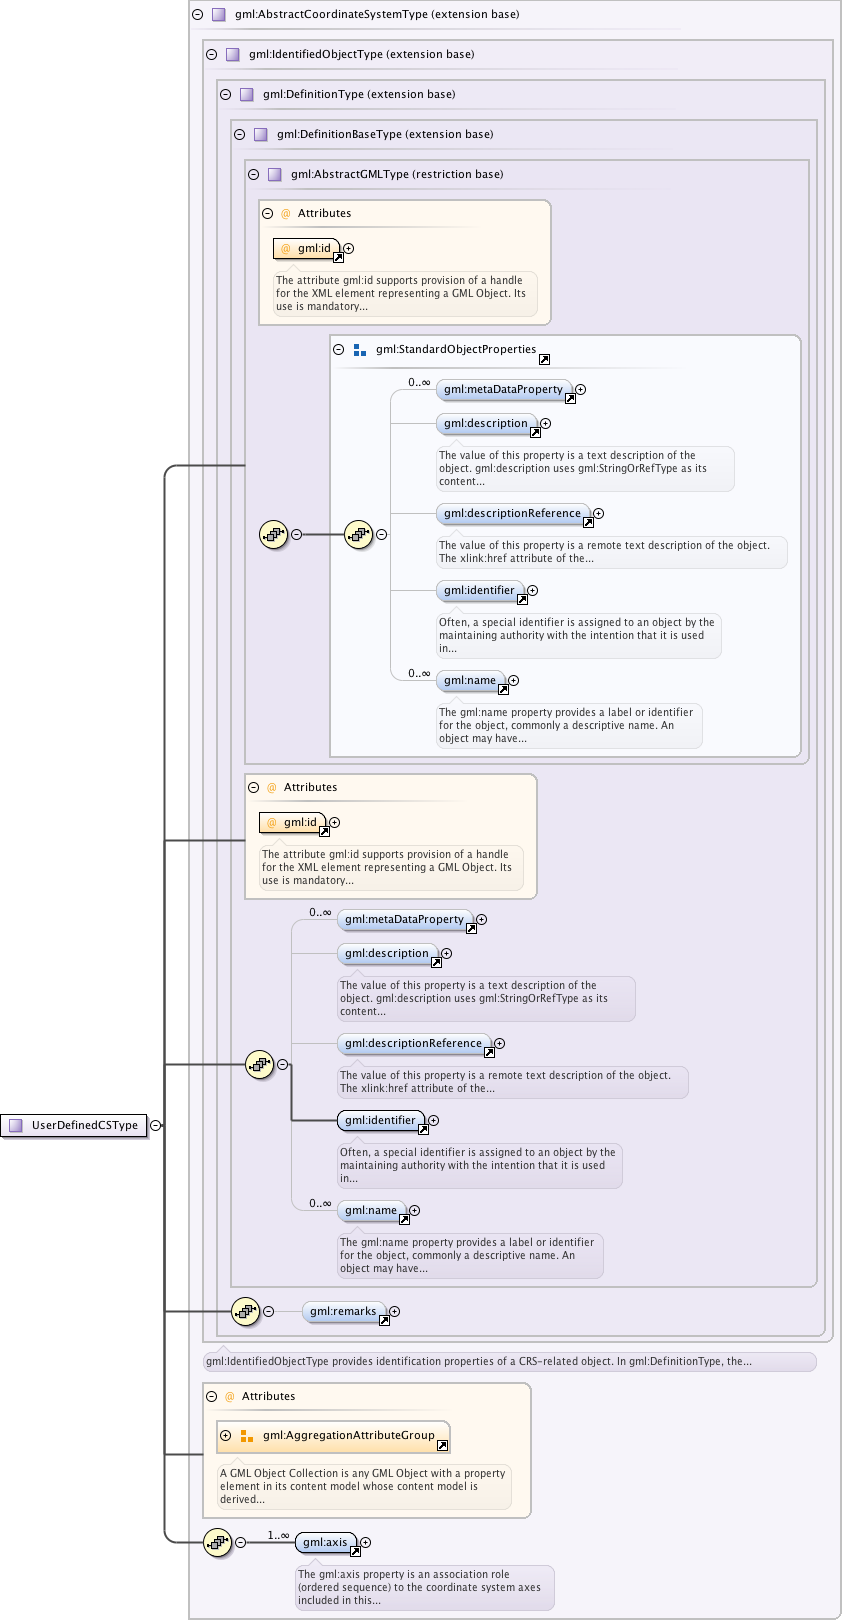 gml:AbstractCoordinateSystemType (extension base)
gml:IdentifiedObjectType (extension base)
gml:DefinitionType (extension base)
gml:DefinitionBaseType (extension base)
gml:AbstractGMLType (restriction base)
@ Attributes
@ gml:id
The attribute gml:id supports provision of a handle
for the XML element representing a GML Object. Its
use is mandatory...
gml:StandardObjectProperties
0..∞ gml:metaDataProperty
gml:description
The value of this property is a text description of the
object. gml:description uses gml:StringOrRefType as its
content...
gml:descriptionReference
The value of this property is a remote text description of the object.
The xlink:href attribute of the...
gml:identifier
Often, a special identifier is assigned to an object by the
maintaining authority with the intention that it is used
in...
0..∞ gml:name
The gml:name property provides a label or identifier
for the object, commonly a descriptive name. An
object may have...
@ Attributes
@ gml:id
The attribute gml:id supports provision of a handle
for the XML element representing a GML Object. Its
use is mandatory...
0..∞ gml:metaDataProperty
gml:description
The value of this property is a text description of the
object. gml:description uses gml:StringOrRefType as its
content...
gml:descriptionReference
The value of this property is a remote text description of the object.
The xlink:href attribute of the...
gml:identifier
UserDefinedCSType
Often, a special identifier is assigned to an object by the
maintaining authority with the intention that it is used
in...
0..∞ gml:name
The gml:name property provides a label or identifier
for the object, commonly a descriptive name. An
object may have...
gml:remarks
gml:IdentifiedObjectType provides identification properties of a CRS-related object. In gml:DefinitionType, the...
@ Attributes
gml:AggregationAttributeGroup
A GML Object Collection is any GML Object with a property
element in its content model whose content model is
derived...
1..∞ gml:axis
The gml:axis property is an association role
(ordered sequence) to the coordinate system axes
included in this...